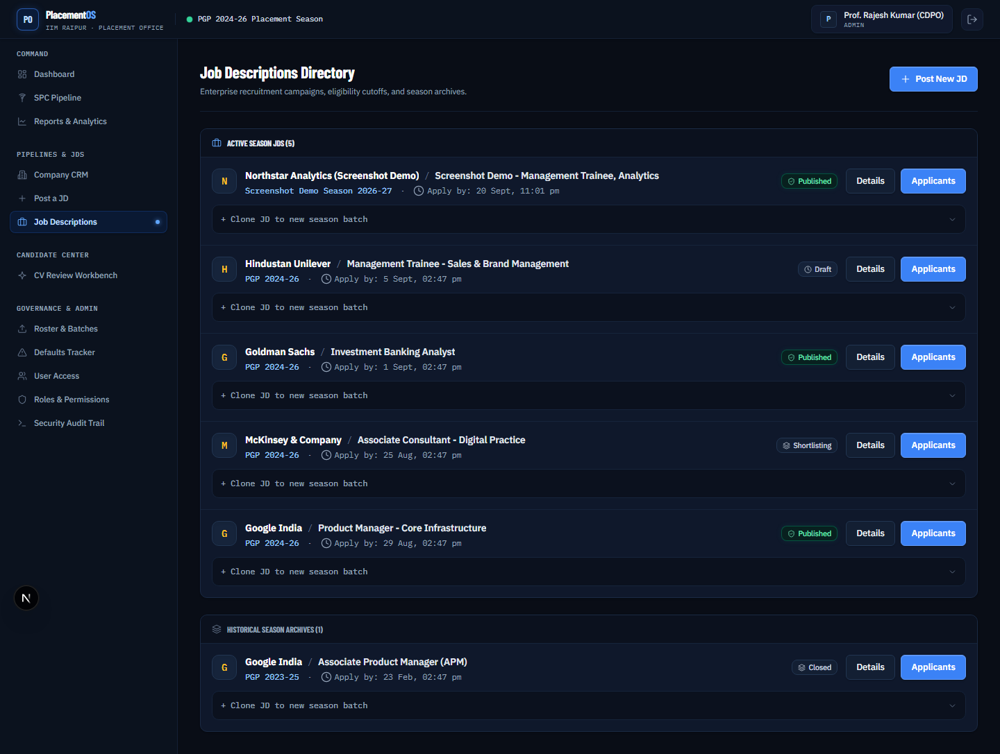 PO
PlacementOS
IIM RAIPUR · PLACEMENT OFFICE
PGP 2024-26 Placement Season
P
Prof. Rajesh Kumar (CDPO)
ADMIN
COMMAND
Dashboard
SPC Pipeline
Reports & Analytics
PIPELINES & JDS
Company CRM
Post a JD
Job Descriptions
CANDIDATE CENTER
CV Review Workbench
GOVERNANCE & ADMIN
Roster & Batches
Defaults Tracker
User Access
Roles & Permissions
Security Audit Trail
N
Job Descriptions Directory
Enterprise recruitment campaigns, eligibility cutoffs, and season archives.
Post New JD
ACTIVE SEASON JDS (5)
N
Northstar Analytics (Screenshot Demo) / Screenshot Demo - Management Trainee, Analytics
Screenshot Demo Season 2026-27 · Apply by: 20 Sept, 11:01 pm
Published
Details
Applicants
+ Clone JD to new season batch
H
Hindustan Unilever / Management Trainee - Sales & Brand Management
PGP 2024-26 · Apply by: 5 Sept, 02:47 pm
Draft
Details
Applicants
+ Clone JD to new season batch
G
Goldman Sachs / Investment Banking Analyst
PGP 2024-26 · Apply by: 1 Sept, 02:47 pm
Published
Details
Applicants
+ Clone JD to new season batch
M
McKinsey & Company / Associate Consultant - Digital Practice
PGP 2024-26 · Apply by: 25 Aug, 02:47 pm
Shortlisting
Details
Applicants
+ Clone JD to new season batch
G
Google India / Product Manager - Core Infrastructure
PGP 2024-26 · Apply by: 29 Aug, 02:47 pm
Published
Details
Applicants
+ Clone JD to new season batch
HISTORICAL SEASON ARCHIVES (1)
G
Google India / Associate Product Manager (APM)
PGP 2023-25 · Apply by: 23 Feb, 02:47 pm
Closed
Details
Applicants
+ Clone JD to new season batch